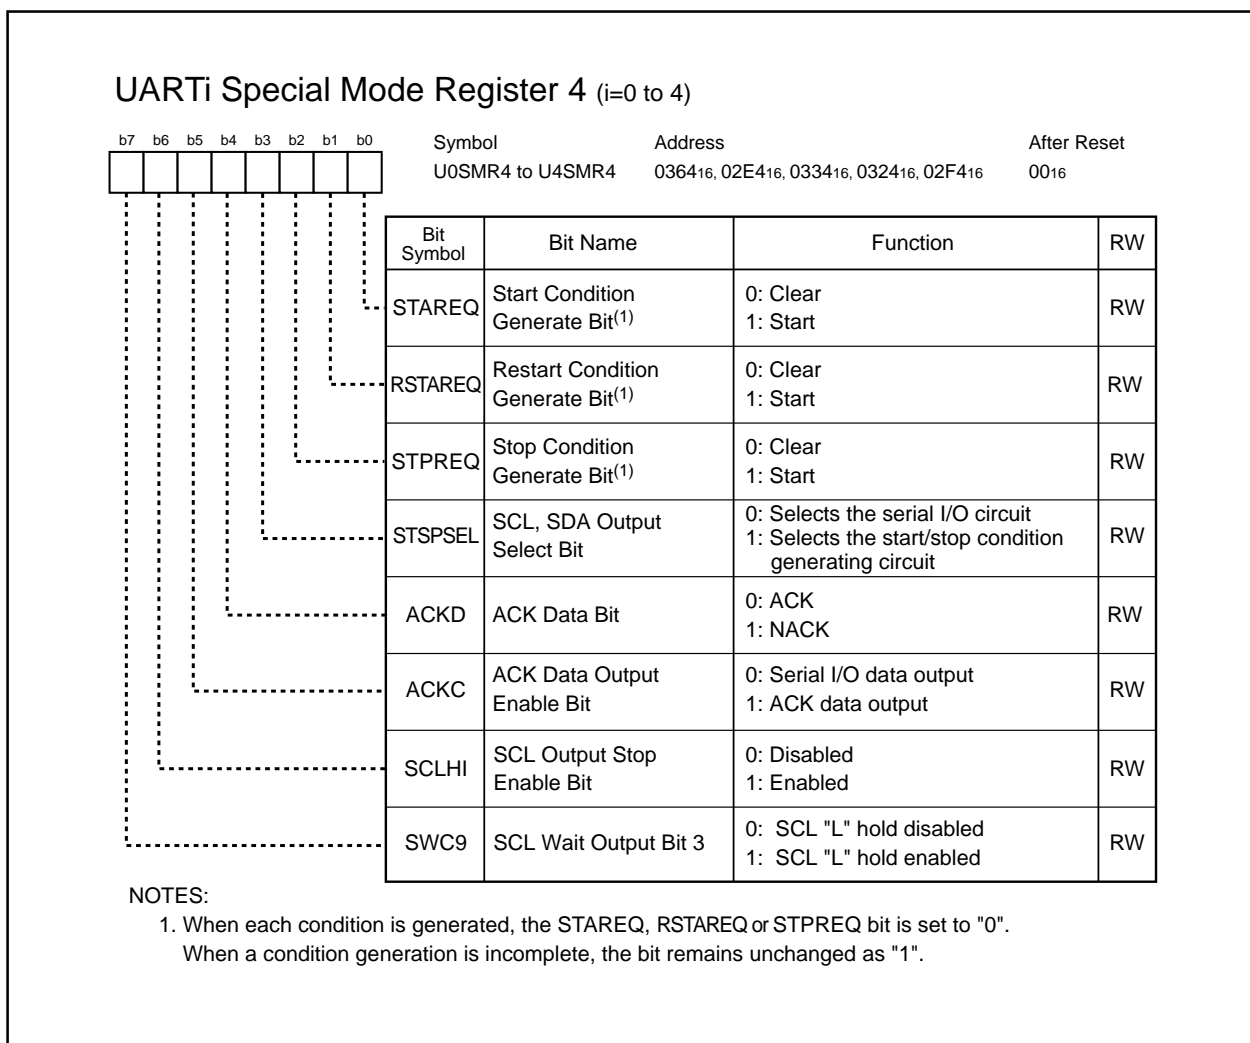 UARTi Special Mode Register 4 (i=0 to 4)
b7 b6 b5 b4 b3 b2 b1 b0
Symbol Address After Reset
U0SMR4 to U4SMR4 036416, 02E416, 033416, 032416, 02F416 0016
Bit Symbol Bit Name Function RW
STAREQ Start Condition Generate Bit(1) 0: Clear 1: Start RW
RSTAREQ Restart Condition Generate Bit(1) 0: Clear 1: Start RW
STPREQ Stop Condition Generate Bit(1) 0: Clear 1: Start RW
STSPSEL SCL, SDA Output Select Bit 0: Selects the serial I/O circuit 1: Selects the start/stop condition generating circuit RW
ACKD ACK Data Bit 0: ACK 1: NACK RW
ACKC ACK Data Output Enable Bit 0: Serial I/O data output 1: ACK data output RW
SCLHI SCL Output Stop Enable Bit 0: Disabled 1: Enabled RW
SWC9 SCL Wait Output Bit 3 0: SCL "L" hold disabled 1: SCL "L" hold enabled RW
NOTES:
1. When each condition is generated, the STAREQ, RSTAREQ or STPREQ bit is set to "0".
When a condition generation is incomplete, the bit remains unchanged as "1".